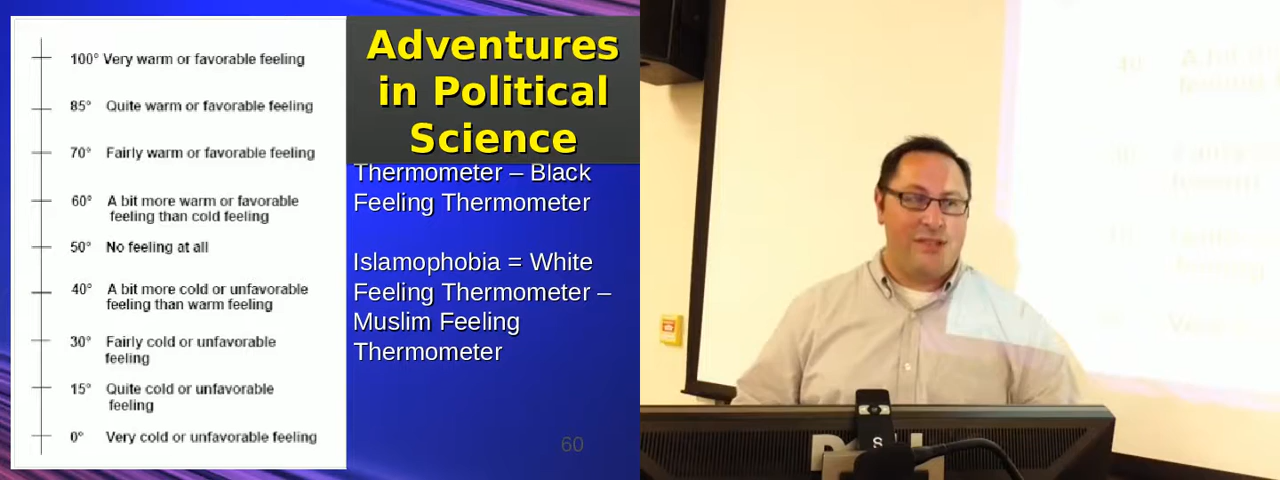 100° Very warm or favorable feeling
85° Quite warm or favorable feeling
70° Fairly warm or favorable feeling
60° A bit more warm or favorable
feeling than cold feeling
50° No feeling at all
40° A bit more cold or unfavorable
feeling than warm feeling
30° Fairly cold or unfavorable
feeling
15° Quite cold or unfavorable
feeling
0° Very cold or unfavorable feeling
Adventures
in Political
Science
Thermometer – Black
Feeling Thermometer
Islamophobia = White
Feeling Thermometer –
Muslim Feeling
Thermometer
60